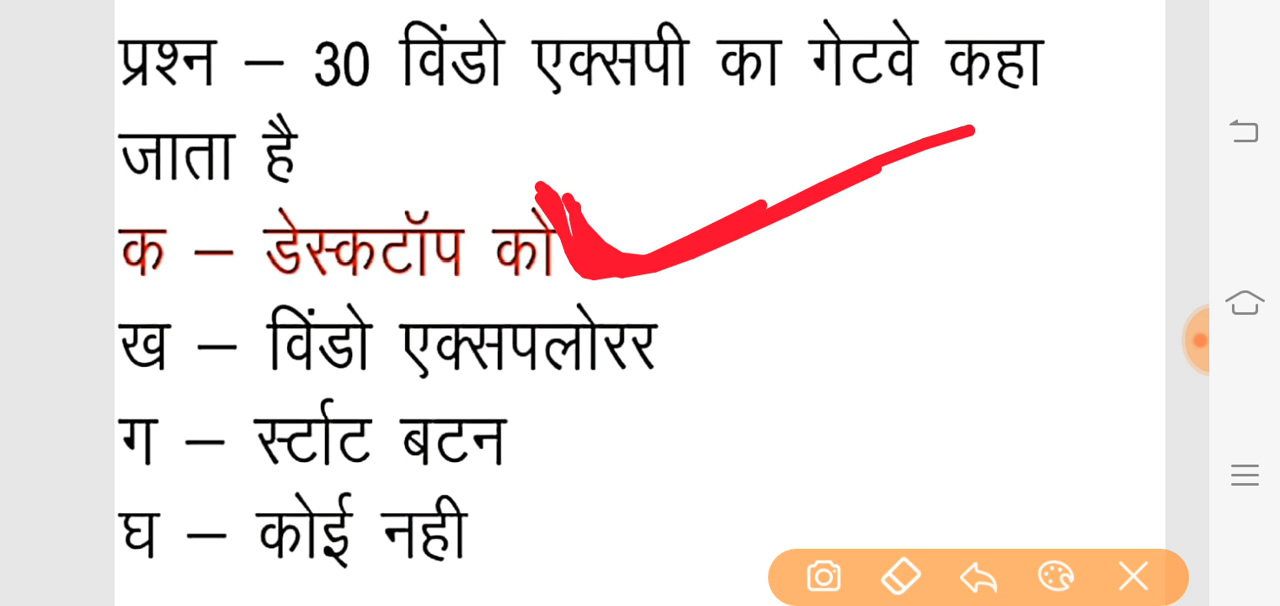 प्रश्न – 30 विंडो एक्सपी का गेटवे कहा
जाता है
क – डेस्कटॉप को
ख – विंडो एक्सपलोरर
ग – र्स्टाट बटन
घ – कोई नही